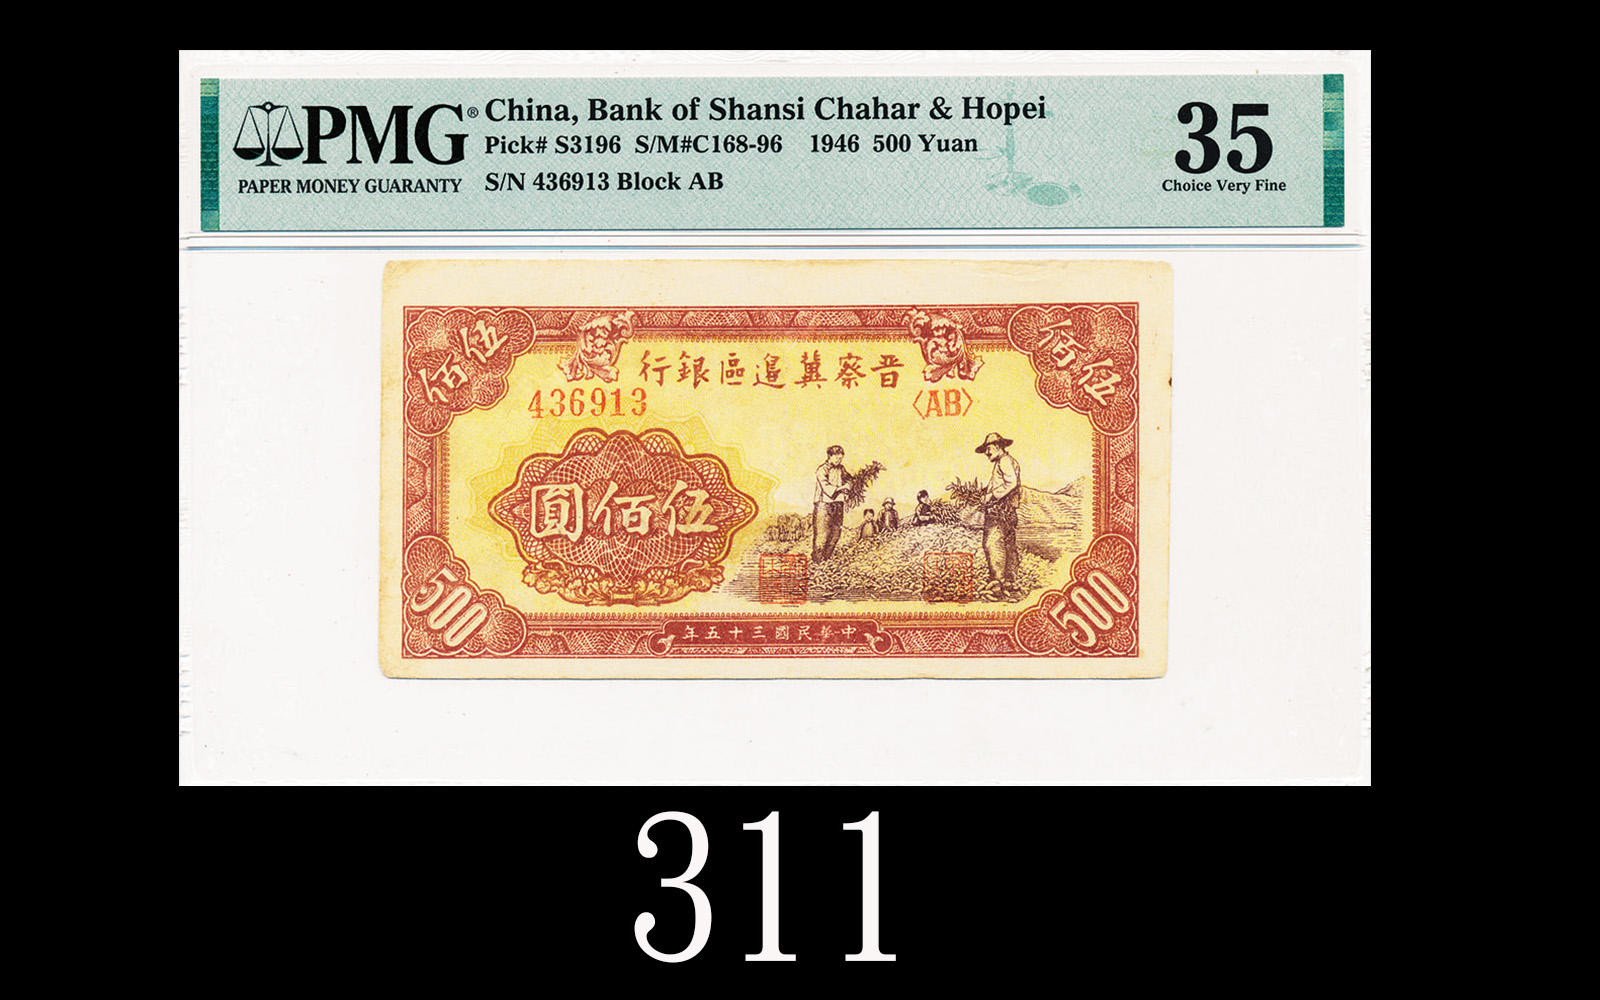 PMG®
PAPER MONEY GUARANTY
China, Bank of Shansi Chahar & Hopei
Pick# S3196 S/M#C168-96 1946 500 Yuan
S/N 436913 Block AB
35
Choice Very Fine
伍佰
伍佰
晋察冀邉區銀行
436913
〈AB〉
伍佰圓
500
500
中華民國三十五年
311